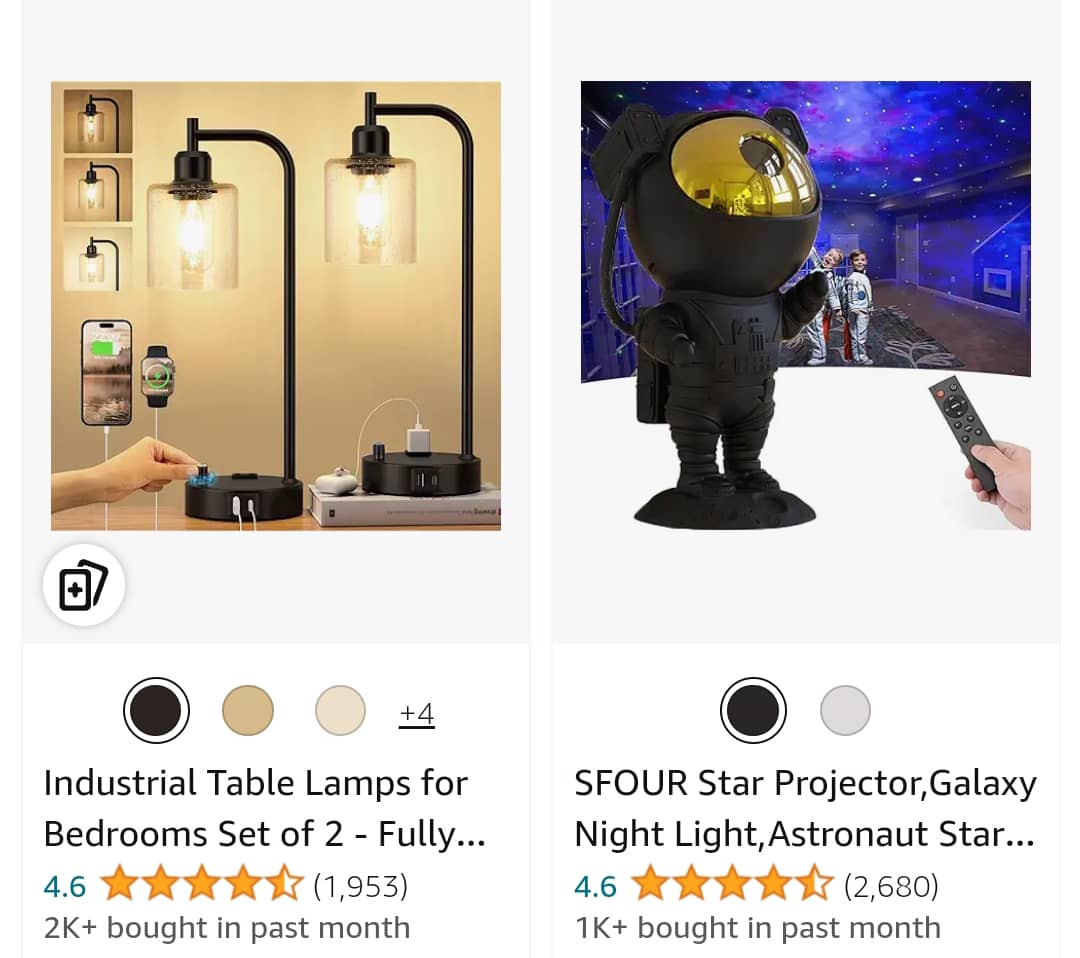 +4
Industrial Table Lamps for
Bedrooms Set of 2 - Fully...
4.6 (1,953)
2K+ bought in past month
SFOUR Star Projector,Galaxy
Night Light,Astronaut Star...
4.6 (2,680)
1K+ bought in past month